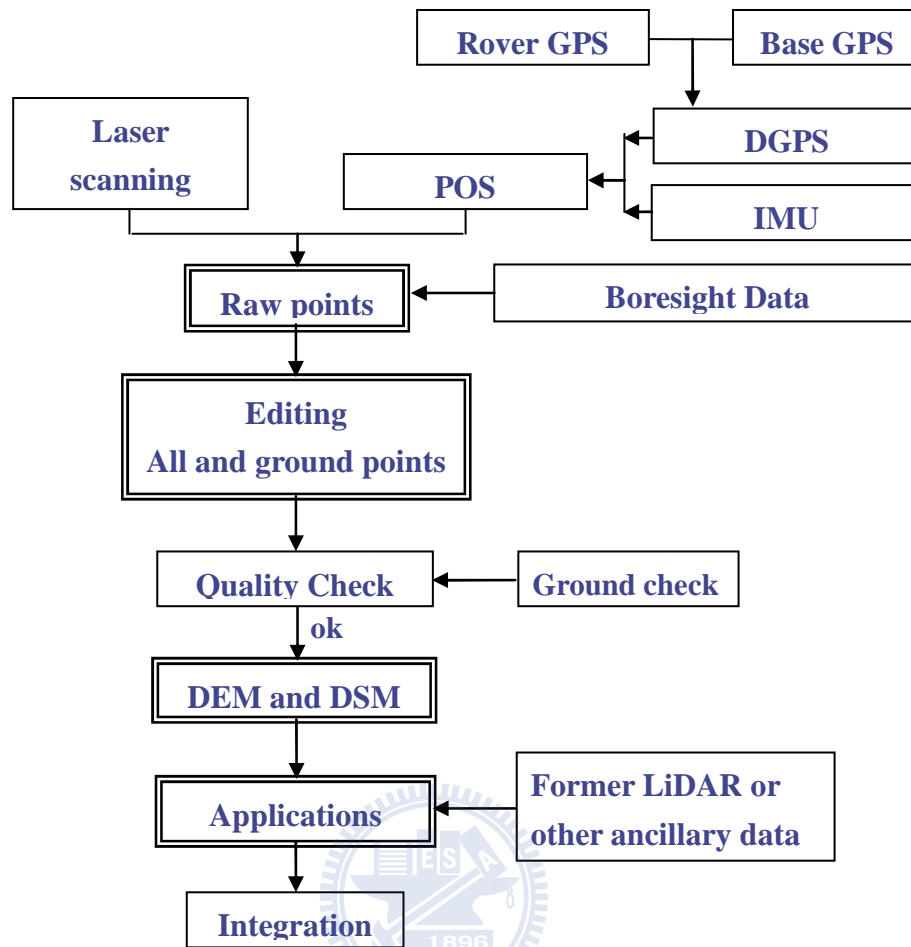 Rover GPS
Base GPS
Laser
scanning
DGPS
POS
IMU
Raw points
Boresight Data
Editing
All and ground points
Quality Check
Ground check
ok
DEM and DSM
Applications
Former LiDAR or
other ancillary data
Integration
E S A
1896